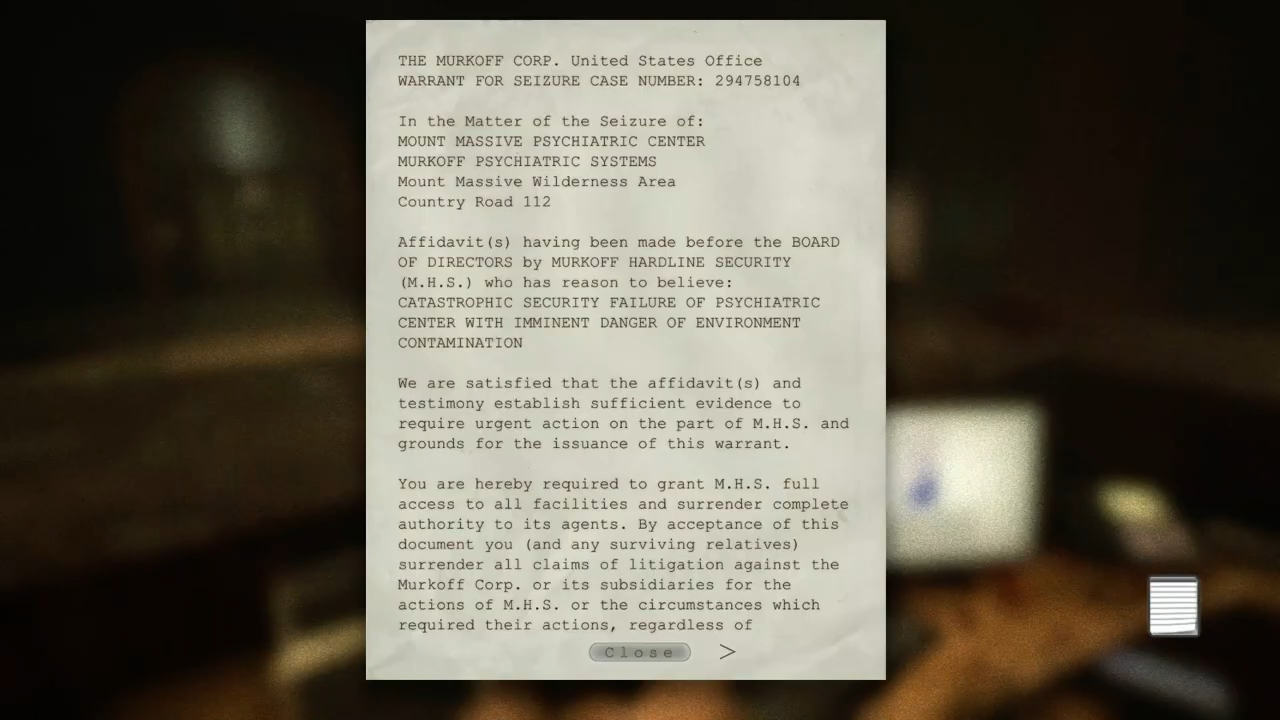 THE MURKOFF CORP. United States Office
WARRANT FOR SEIZURE CASE NUMBER: 294758104
In the Matter of the Seizure of:
MOUNT MASSIVE PSYCHIATRIC CENTER
MURKOFF PSYCHIATRIC SYSTEMS
Mount Massive Wilderness Area
Country Road 112
Affidavit(s) having been made before the BOARD
OF DIRECTORS by MURKOFF HARDLINE SECURITY
(M.H.S.) who has reason to believe:
CATASTROPHIC SECURITY FAILURE OF PSYCHIATRIC
CENTER WITH IMMINENT DANGER OF ENVIRONMENT
CONTAMINATION
We are satisfied that the affidavit(s) and
testimony establish sufficient evidence to
require urgent action on the part of M.H.S. and
grounds for the issuance of this warrant.
You are hereby required to grant M.H.S. full
access to all facilities and surrender complete
authority to its agents. By acceptance of this
document you (and any surviving relatives)
surrender all claims of litigation against the
Murkoff Corp. or its subsidiaries for the
actions of M.H.S. or the circumstances which
required their actions, regardless of
Close >